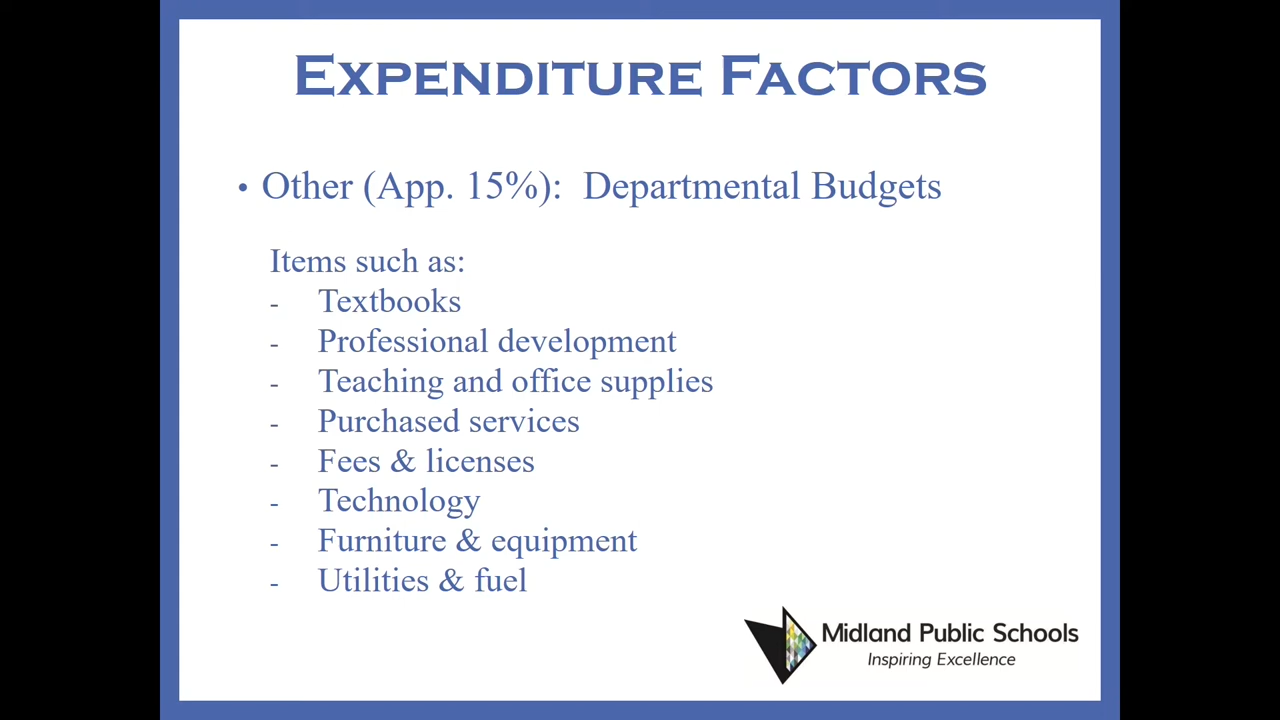 Expenditure Factors
• Other (App. 15%): Departmental Budgets
Items such as:
- Textbooks
- Professional development
- Teaching and office supplies
- Purchased services
- Fees & licenses
- Technology
- Furniture & equipment
- Utilities & fuel
Midland Public Schools
Inspiring Excellence